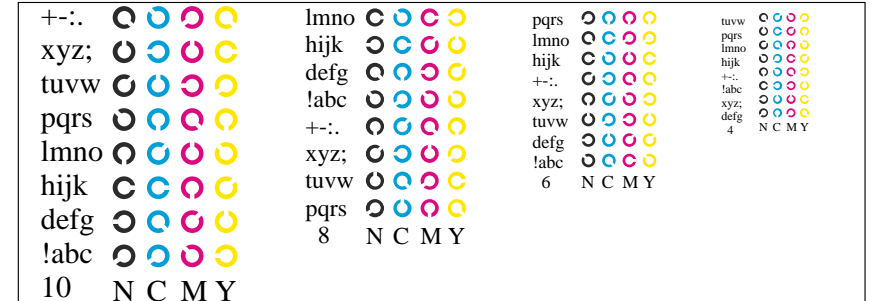 +-:.
xyz;
tuvw
pqrs
lmno
hijk
defg
!abc
10 N C M Y
lmno
hijk
defg
!abc
+-:.
xyz;
tuvw
pqrs
8 N C M Y
pqrs
lmno
hijk
+-:.
xyz;
tuvw
defg
!abc
6 N C M Y
tuvw
pqrs
lmno
hijk
+-:.
!abc
xyz;
defg
4 N C M Y